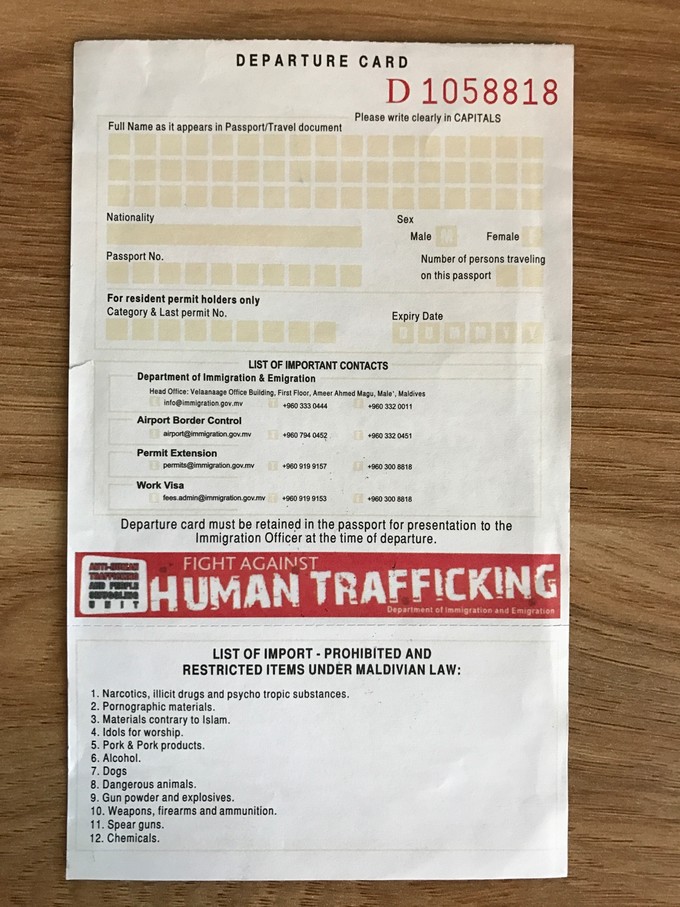 DEPARTURE CARD
D 1058818
Please write clearly in CAPITALS
Full Name as it appears in Passport/Travel document
Nationality
Sex
Male M Female F
Passport No.
Number of persons traveling
on this passport
For resident permit holders only
Category & Last permit No.
Expiry Date
D D M M Y Y
LIST OF IMPORTANT CONTACTS
Department of Immigration & Emigration
Head Office: Velaanaage Office Building, First Floor, Ameer Ahmed Magu, Male', Maldives
info@immigration.gov.mv +960 333 0444 +960 332 0011
Airport Border Control
airport@immigration.gov.mv +960 794 0452 +960 332 0451
Permit Extension
permits@immigration.gov.mv +960 919 9157 +960 300 8818
Work Visa
fees.admin@immigration.gov.mv +960 919 9153 +960 300 8818
Departure card must be retained in the passport for presentation to the
Immigration Officer at the time of departure.
ANTI-HUMAN
TRAFFICKING
AND PEOPLE
SMUGGLING
UNIT
FIGHT AGAINST
HUMAN TRAFFICKING
Department of Immigration and Emigration
LIST OF IMPORT - PROHIBITED AND
RESTRICTED ITEMS UNDER MALDIVIAN LAW:
1. Narcotics, illicit drugs and psycho tropic substances.
2. Pornographic materials.
3. Materials contrary to Islam.
4. Idols for worship.
5. Pork & Pork products.
6. Alcohol.
7. Dogs
8. Dangerous animals.
9. Gun powder and explosives.
10. Weapons, firearms and ammunition.
11. Spear guns.
12. Chemicals.